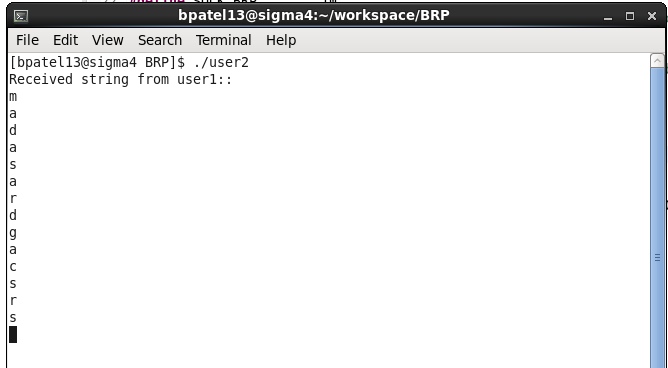 bpatel13@sigma4:~/workspace/BRP
File Edit View Search Terminal Help
[bpatel13@sigma4 BRP]$ ./user2
Received string from user1::
m
a
d
a
s
a
r
d
g
a
c
s
r
s